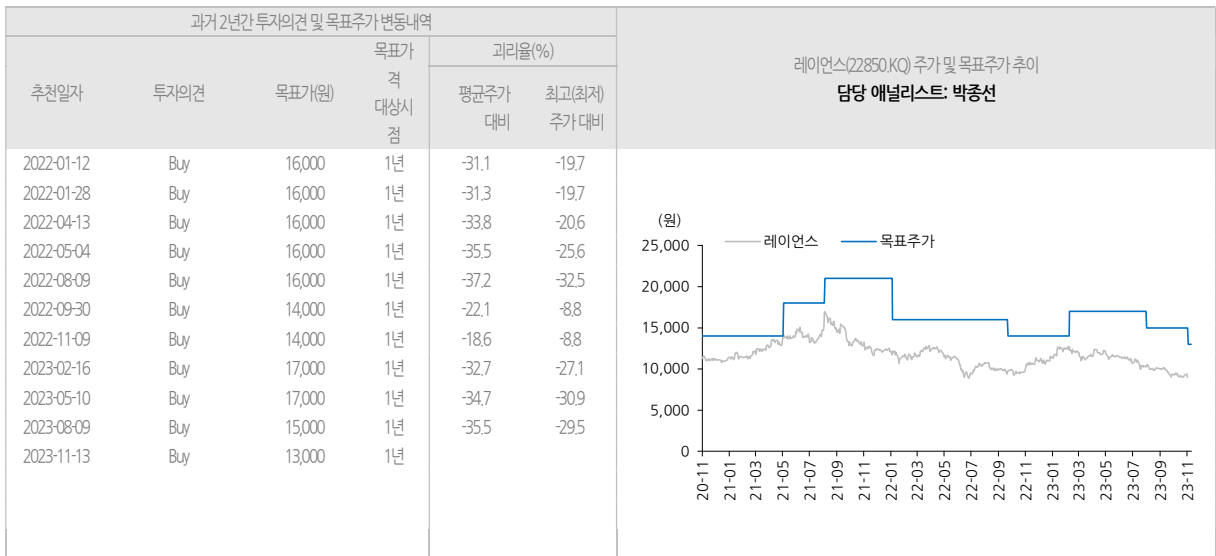 과거 2년간 투자의견 및 목표주가 변동내역
추천일자 투자의견 목표가(원) 목표가격 대상시점 괴리율(%)
평균주가 대비 최고(최저) 주가 대비
2022-01-12 Buy 16,000 1년 -31.1 -19.7
2022-01-28 Buy 16,000 1년 -31.3 -19.7
2022-04-13 Buy 16,000 1년 -33.8 -20.6
2022-05-04 Buy 16,000 1년 -35.5 -25.6
2022-08-09 Buy 16,000 1년 -37.2 -32.5
2022-09-30 Buy 14,000 1년 -22.1 -8.8
2022-11-09 Buy 14,000 1년 -18.6 -8.8
2023-02-16 Buy 17,000 1년 -32.7 -27.1
2023-05-10 Buy 17,000 1년 -34.7 -30.9
2023-08-09 Buy 15,000 1년 -35.5 -29.5
2023-11-13 Buy 13,000 1년
레이언스(22850.KQ) 주가 및 목표주가 추이
담당 애널리스트: 박종선
(원)
레이언스 목표주가
25,000
20,000
15,000
10,000
5,000
0
20-11 21-01 21-03 21-05 21-07 21-09 21-11 22-01 22-03 22-05 22-07 22-09 22-11 23-01 23-03 23-05 23-07 23-09 23-11